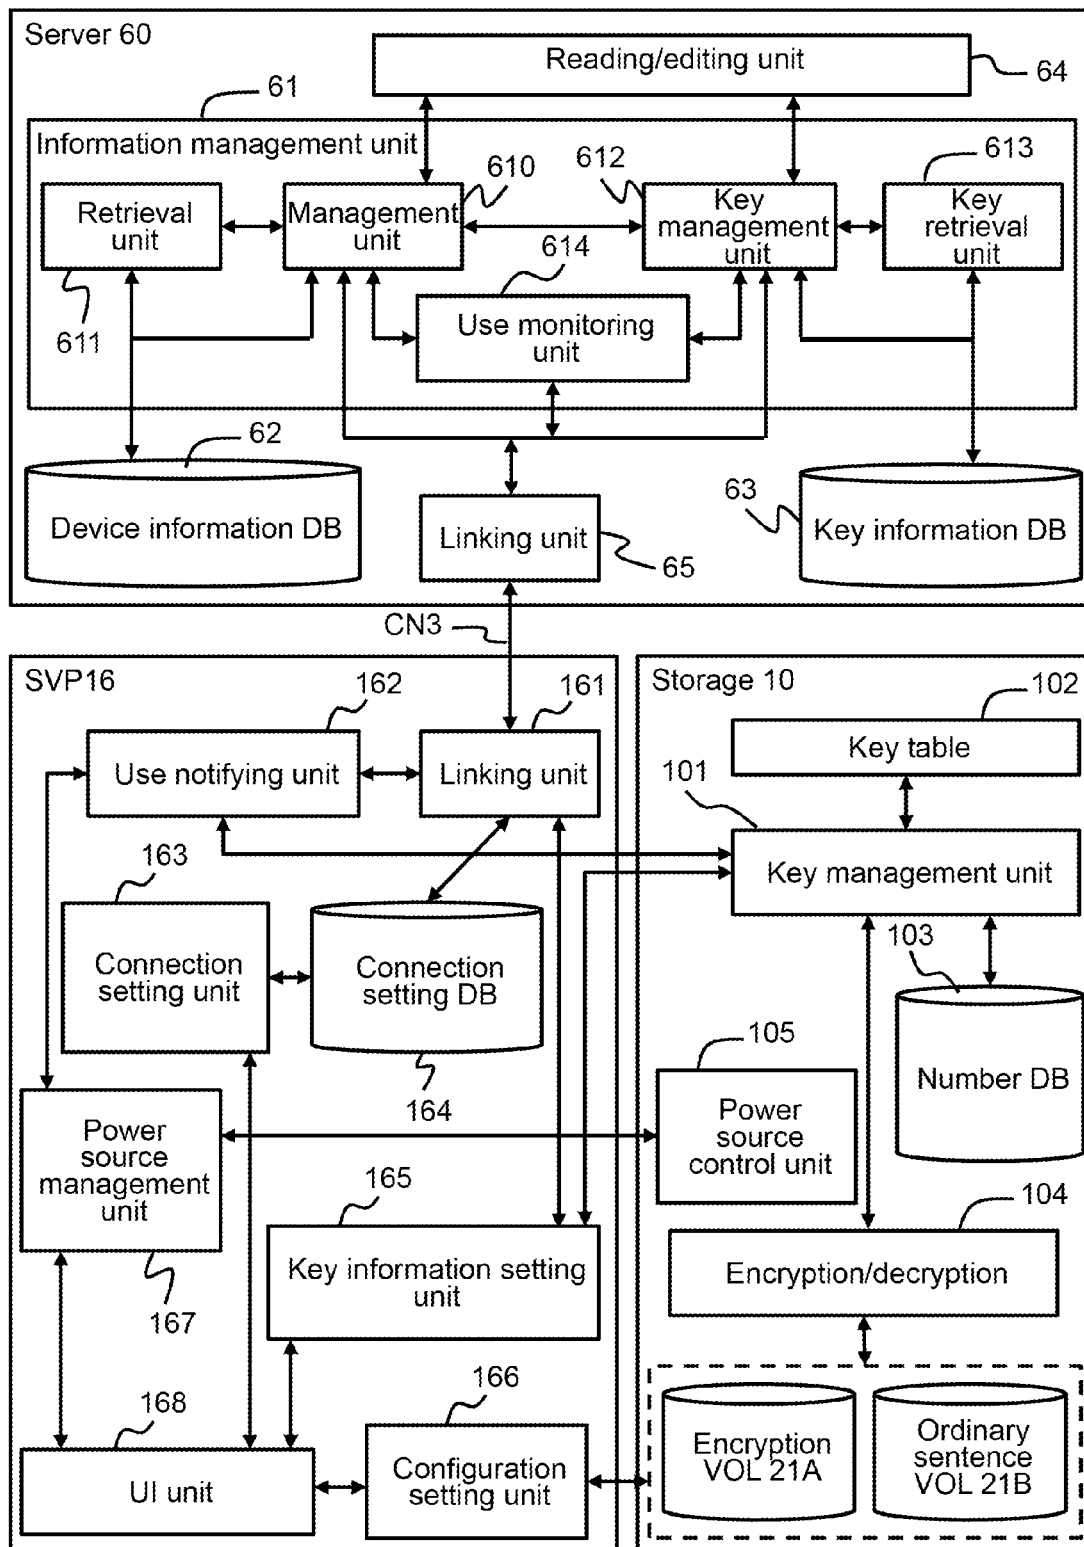 Server 60
Reading/editing unit
64
61
Information management unit
610
612
613
Retrieval
unit
Management
unit
Key
management
unit
Key
retrieval
unit
614
611
Use monitoring
unit
62
Device information DB
Linking unit
65
63
Key information DB
CN3
SVP16
162
161
Use notifying unit
Linking unit
163
Connection
setting unit
Connection
setting DB
164
Power
source
management
unit
167
165
Key information setting
unit
168
UI unit
166
Configuration
setting unit
Storage 10
102
Key table
101
Key management unit
103
Number DB
105
Power
source
control unit
104
Encryption/decryption
Encryption
VOL 21A
Ordinary
sentence
VOL 21B